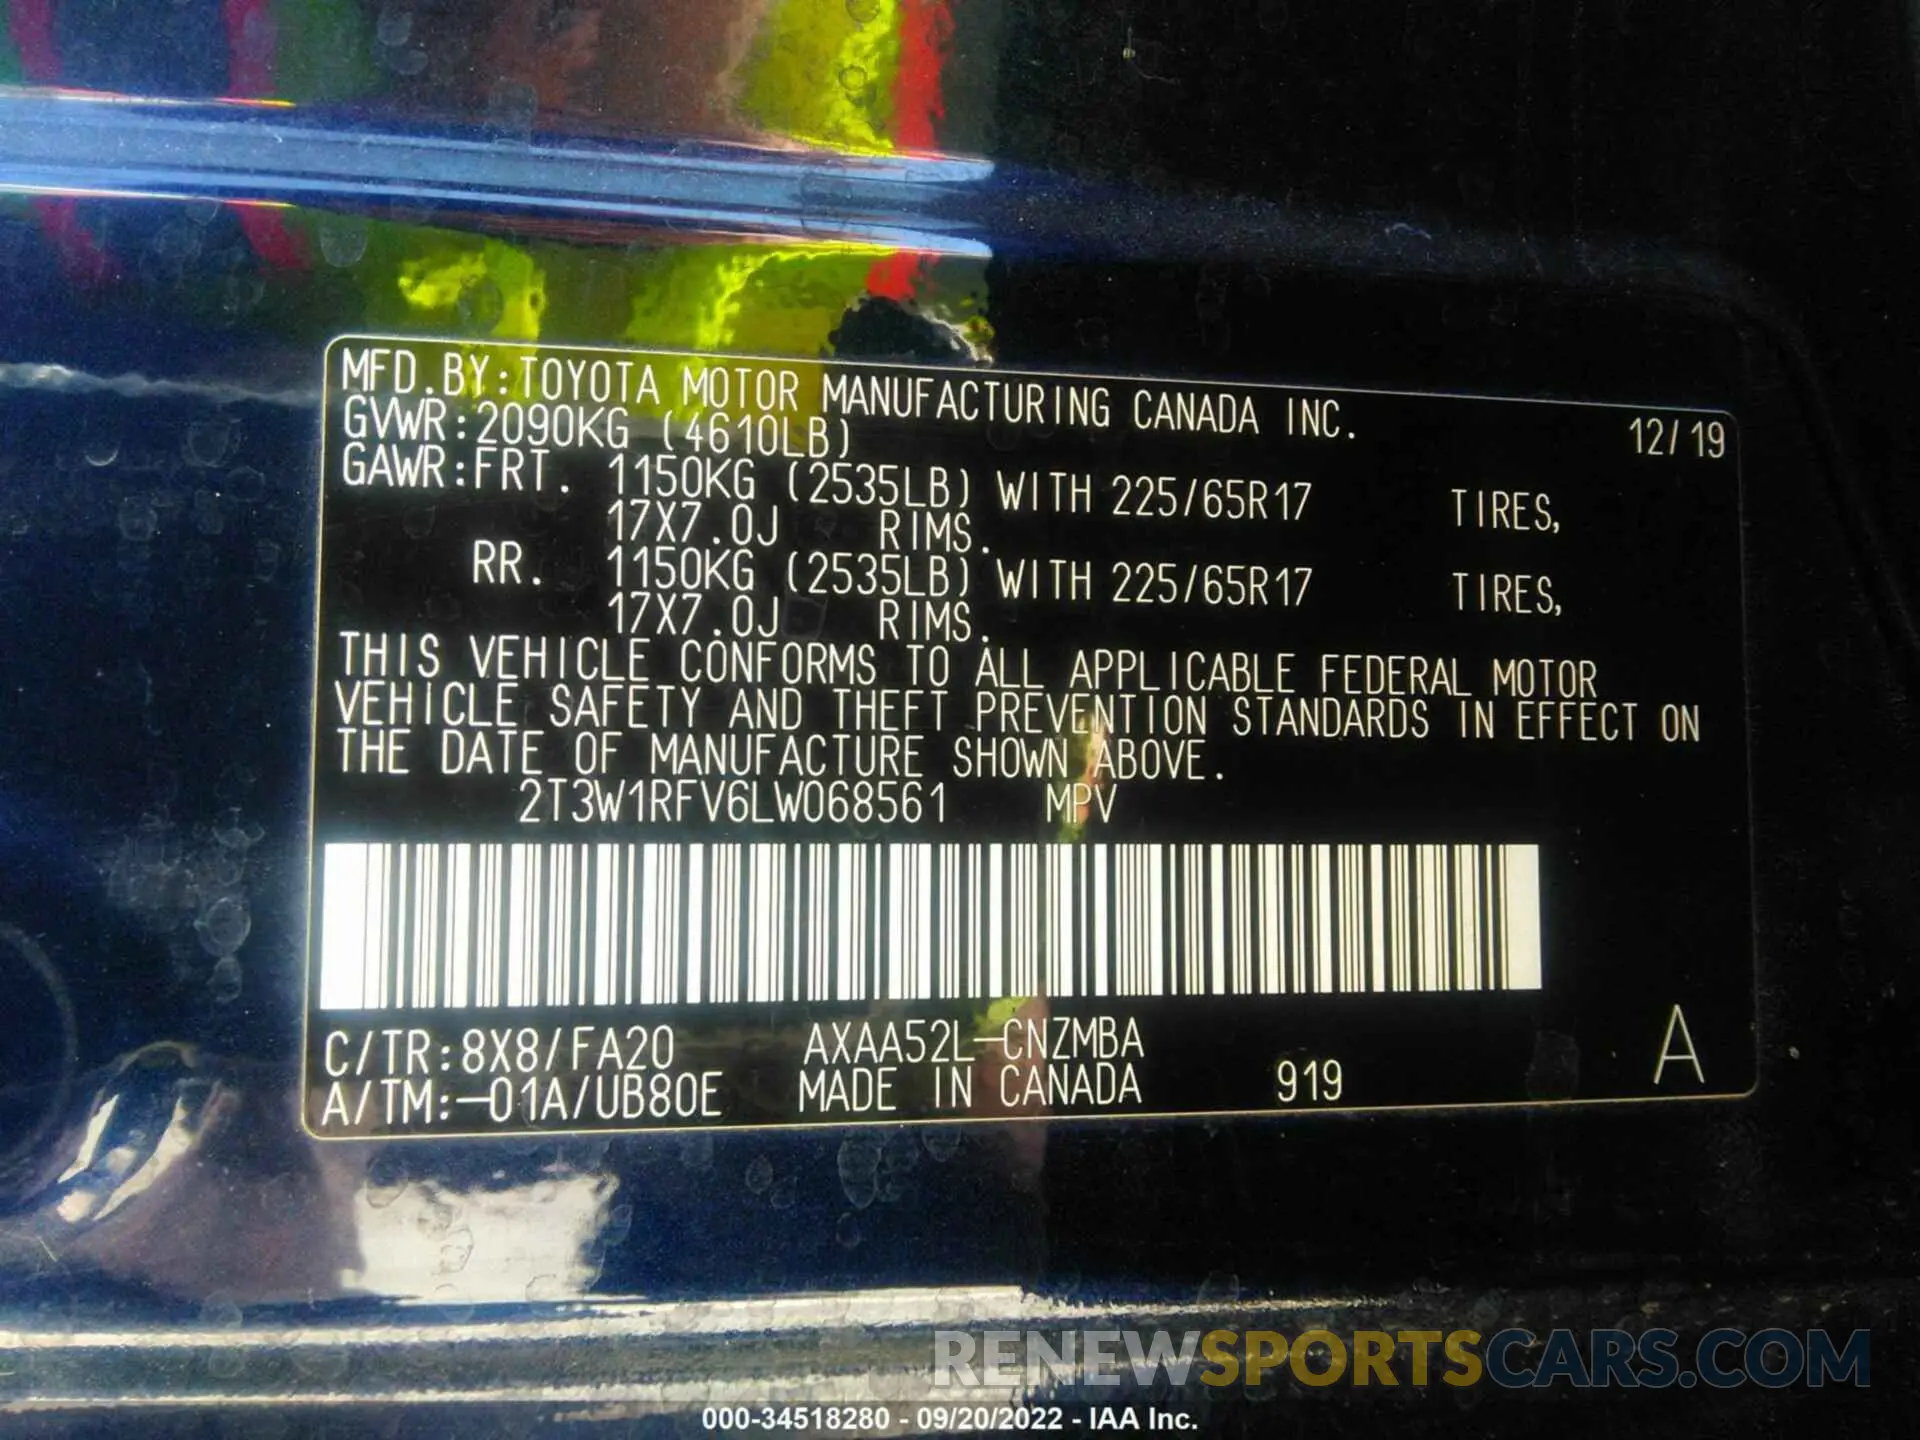 MFD.BY:TOYOTA MOTOR MANUFACTURING CANADA INC. 12/19
GVWR:2090KG (4610LB)
GAWR:FRT. 1150KG (2535LB) WITH 225/65R17 TIRES,
17X7.0J RIMS.
RR. 1150KG (2535LB) WITH 225/65R17 TIRES,
17X7.0J RIMS.
THIS VEHICLE CONFORMS TO ALL APPLICABLE FEDERAL MOTOR
VEHICLE SAFETY AND THEFT PREVENTION STANDARDS IN EFFECT ON
THE DATE OF MANUFACTURE SHOWN ABOVE.
2T3W1RFV6LW068561 MPV
C/TR:8X8/FA20 AXAA52L-CNZMBA
A/TM:-01A/UB80E MADE IN CANADA 919 A
RENEWSPORTSCARS.COM
000-34518280 - 09/20/2022 - IAA Inc.